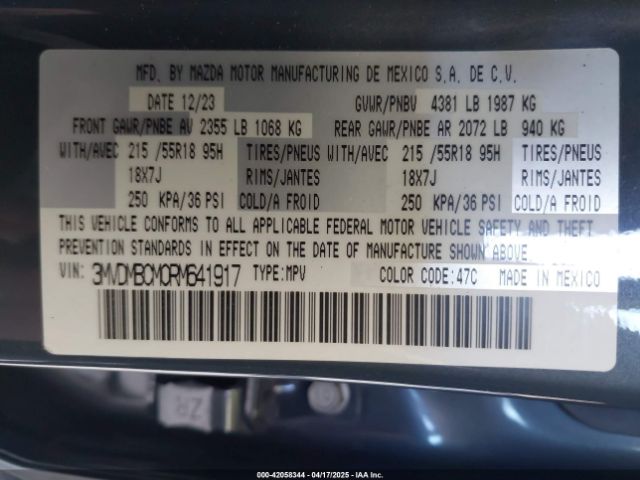 MFD. BY MAZDA MOTOR MANUFACTURING DE MEXICO S.A. DE C.V.
DATE 12/23 GVWR/PNBV 4381 LB 1987 KG
FRONT GAWR/PNBE AV 2355 LB 1068 KG REAR GAWR/PNBE AR 2072 LB 940 KG
WITH/AVEC 215 /55R18 95H TIRES/PNEUS WITH/AVEC 215 /55R18 95H TIRES/PNEUS
18X7J RIMS/JANTES 18X7J RIMS/JANTES
250 KPA/36 PSI COLD/A FROID 250 KPA/36 PSI COLD/A FROID
THIS VEHICLE CONFORMS TO ALL APPLICABLE FEDERAL MOTOR VEHICLE SAFETY AND THEFT
PREVENTION STANDARDS IN EFFECT ON THE DATE OF MANUFACTURE SHOWN ABOVE.
VIN: 3MVDMBCM0RM641917 TYPE:MPV COLOR CODE:47C MADE IN MEXICO
ZR
000-42058344 - 04/17/2025 - IAAI.COM